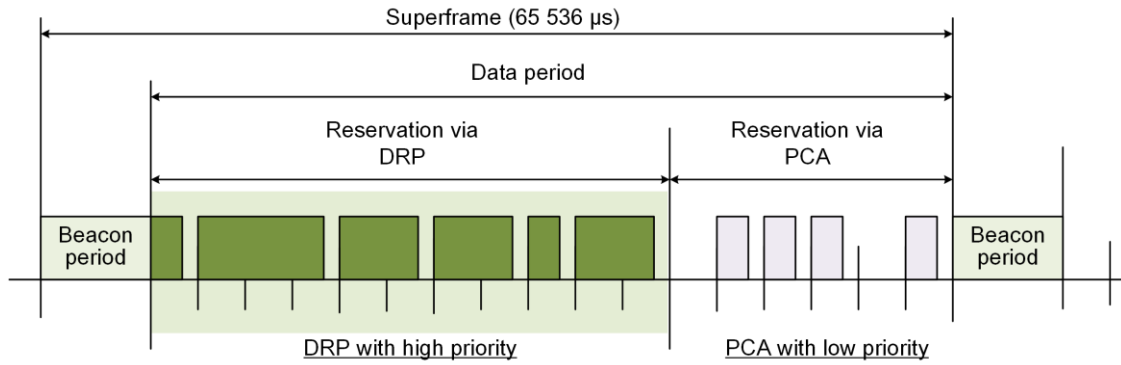 Superframe (65 536 µs)
Data period
Reservation via
DRP
Reservation via
PCA
Beacon
period
Beacon
period
DRP with high priority
PCA with low priority